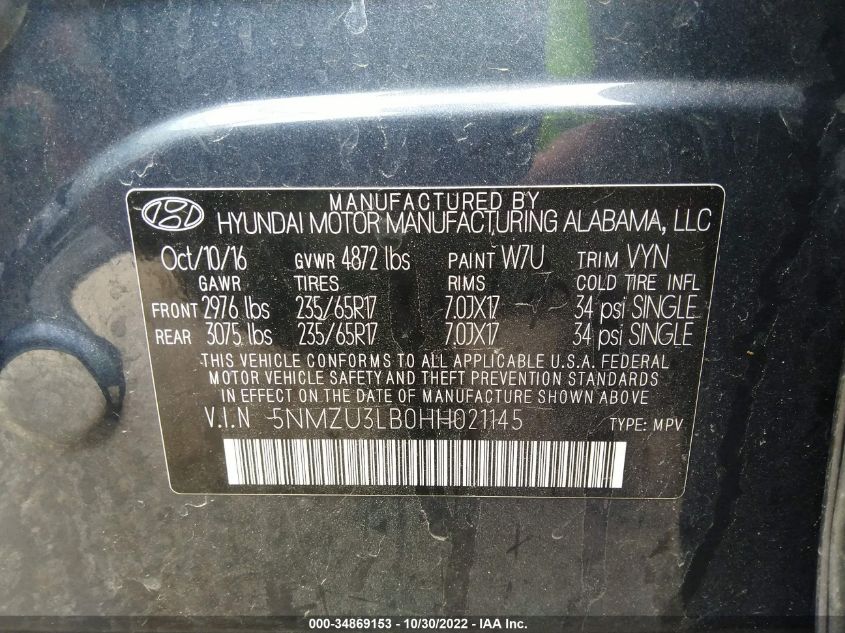 MANUFACTURED BY
HYUNDAI MOTOR MANUFACTURING ALABAMA, LLC
Oct/10/16 GVWR 4872 lbs PAINT W7U TRIM VYN
GAWR TIRES RIMS COLD TIRE INFL
FRONT 2976 lbs 235/65R17 7.0JX17 34 psi SINGLE
REAR 3075 lbs 235/65R17 7.0JX17 34 psi SINGLE
THIS VEHICLE CONFORMS TO ALL APPLICABLE U.S.A. FEDERAL
MOTOR VEHICLE SAFETY AND THEFT PREVENTION STANDARDS
IN EFFECT ON THE DATE OF MANUFACTURE SHOWN ABOVE
V.I.N 5NMZU3LB0HH021145 TYPE: MPV
000-34869153 - 10/30/2022 - IAA Inc.